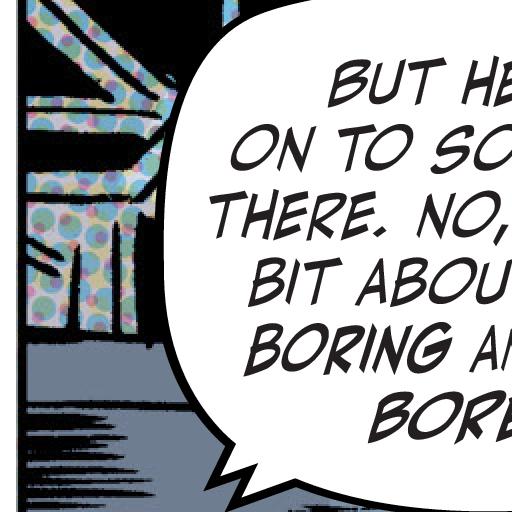 BUT HE
ON TO SO
THERE. NO,
BIT ABOU
BORING AN
BORE